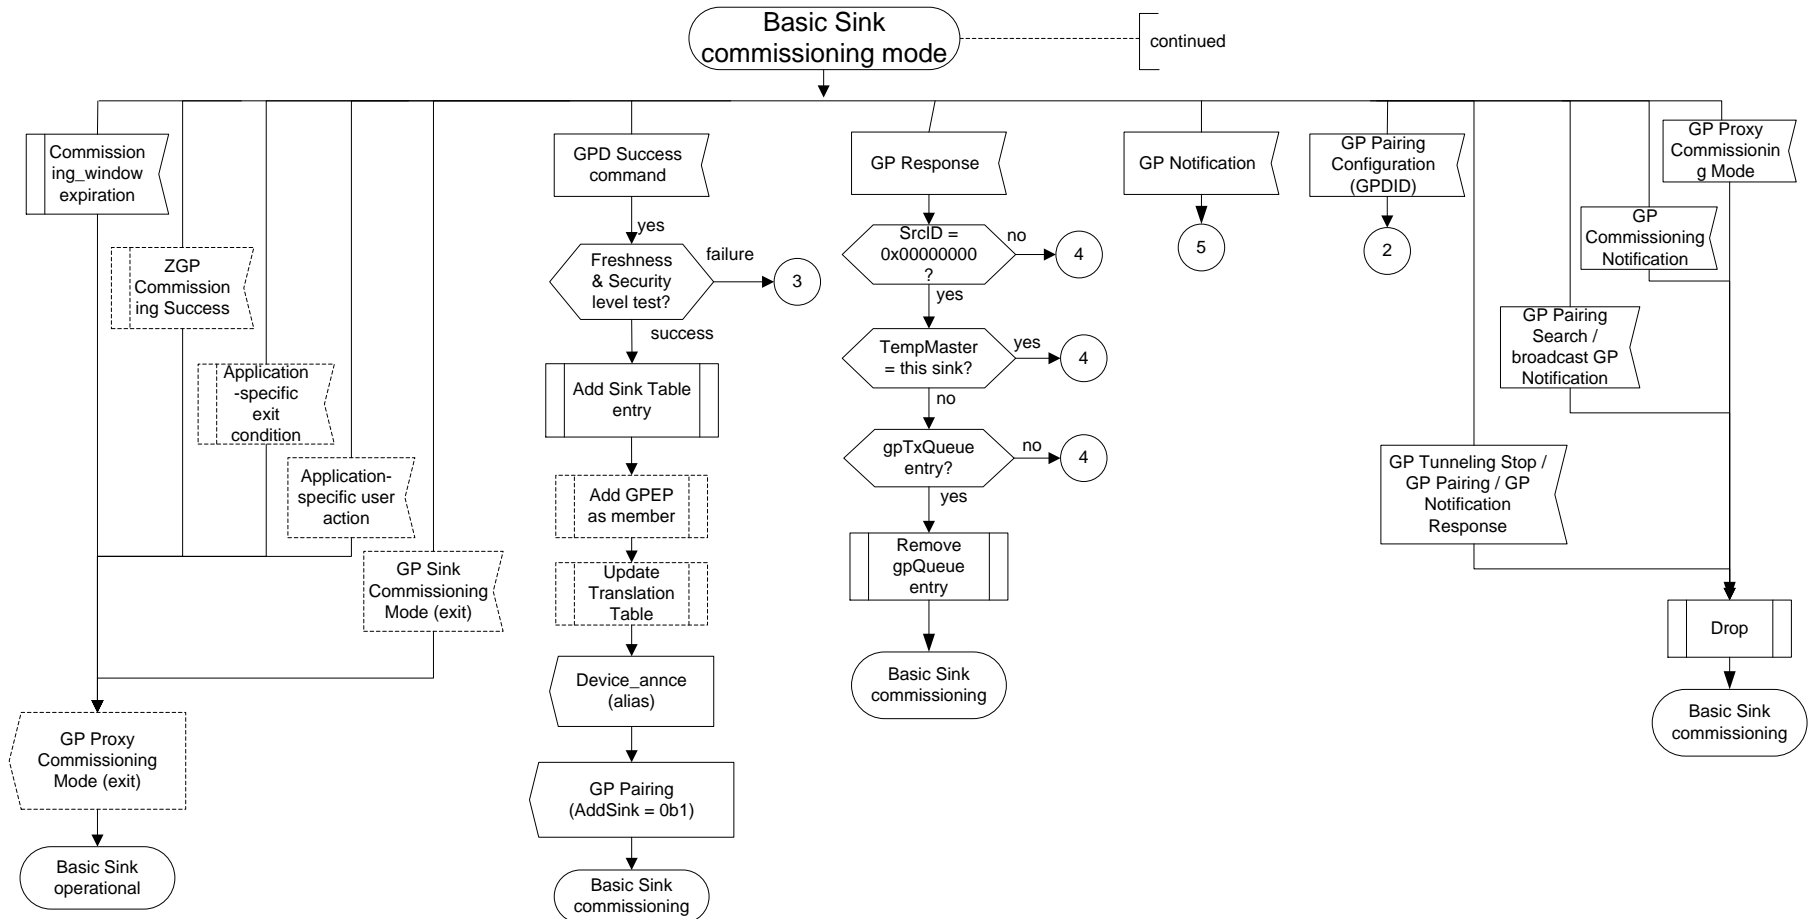 Basic Sink
commissioning mode
continued
Commission
ing_window
expiration
ZGP
Commission
ing Success
Application
-specific
exit
condition
Application-
specific user
action
GP Sink
Commissioning
Mode (exit)
GP Proxy
Commissioning
Mode (exit)
Basic Sink
operational
GPD Success
command
yes
Freshness
& Security
level test?
failure
3
success
Add Sink Table
entry
Add GPEP
as member
Update
Translation
Table
Device_annce
(alias)
GP Pairing
(AddSink = 0b1)
Basic Sink
commissioning
GP Response
SrcID =
0x00000000
?
no
4
yes
TempMaster
= this sink?
yes
4
no
gpTxQueue
entry?
no
4
yes
Remove
gpQueue
entry
Basic Sink
commissioning
GP Notification
5
GP Pairing
Configuration
(GPDID)
2
GP Proxy
Commissionin
g Mode
GP
Commissioning
Notification
GP Pairing
Search /
broadcast GP
Notification
GP Tunneling Stop /
GP Pairing / GP
Notification
Response
Drop
Basic Sink
commissioning